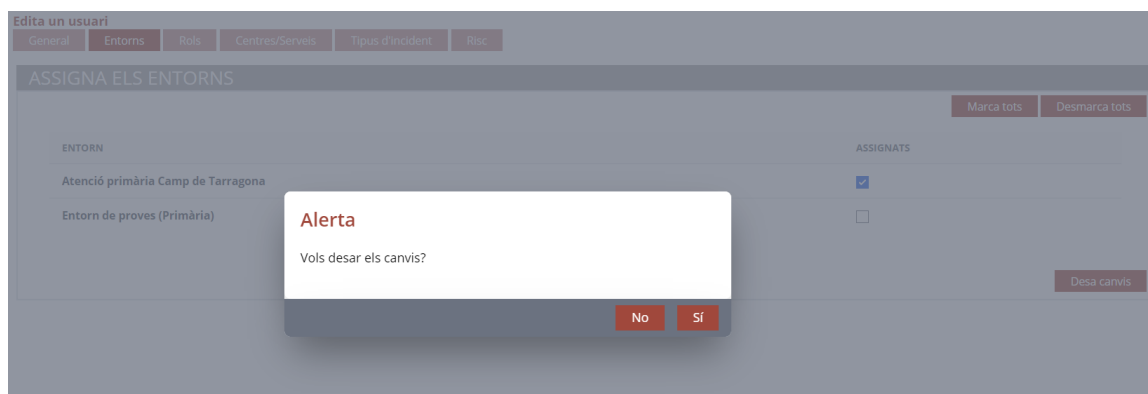 Edita un usuari
General Entorns Rols Centres/Serveis Tipus d'incident Risc
ASSIGNA ELS ENTORNS
Marca tots Desmarca tots
ENTORN ASSIGNATS
Atenció primària Camp de Tarragona
Entorn de proves (Primària)
Alerta
Vols desar els canvis?
Desa canvis
No Sí